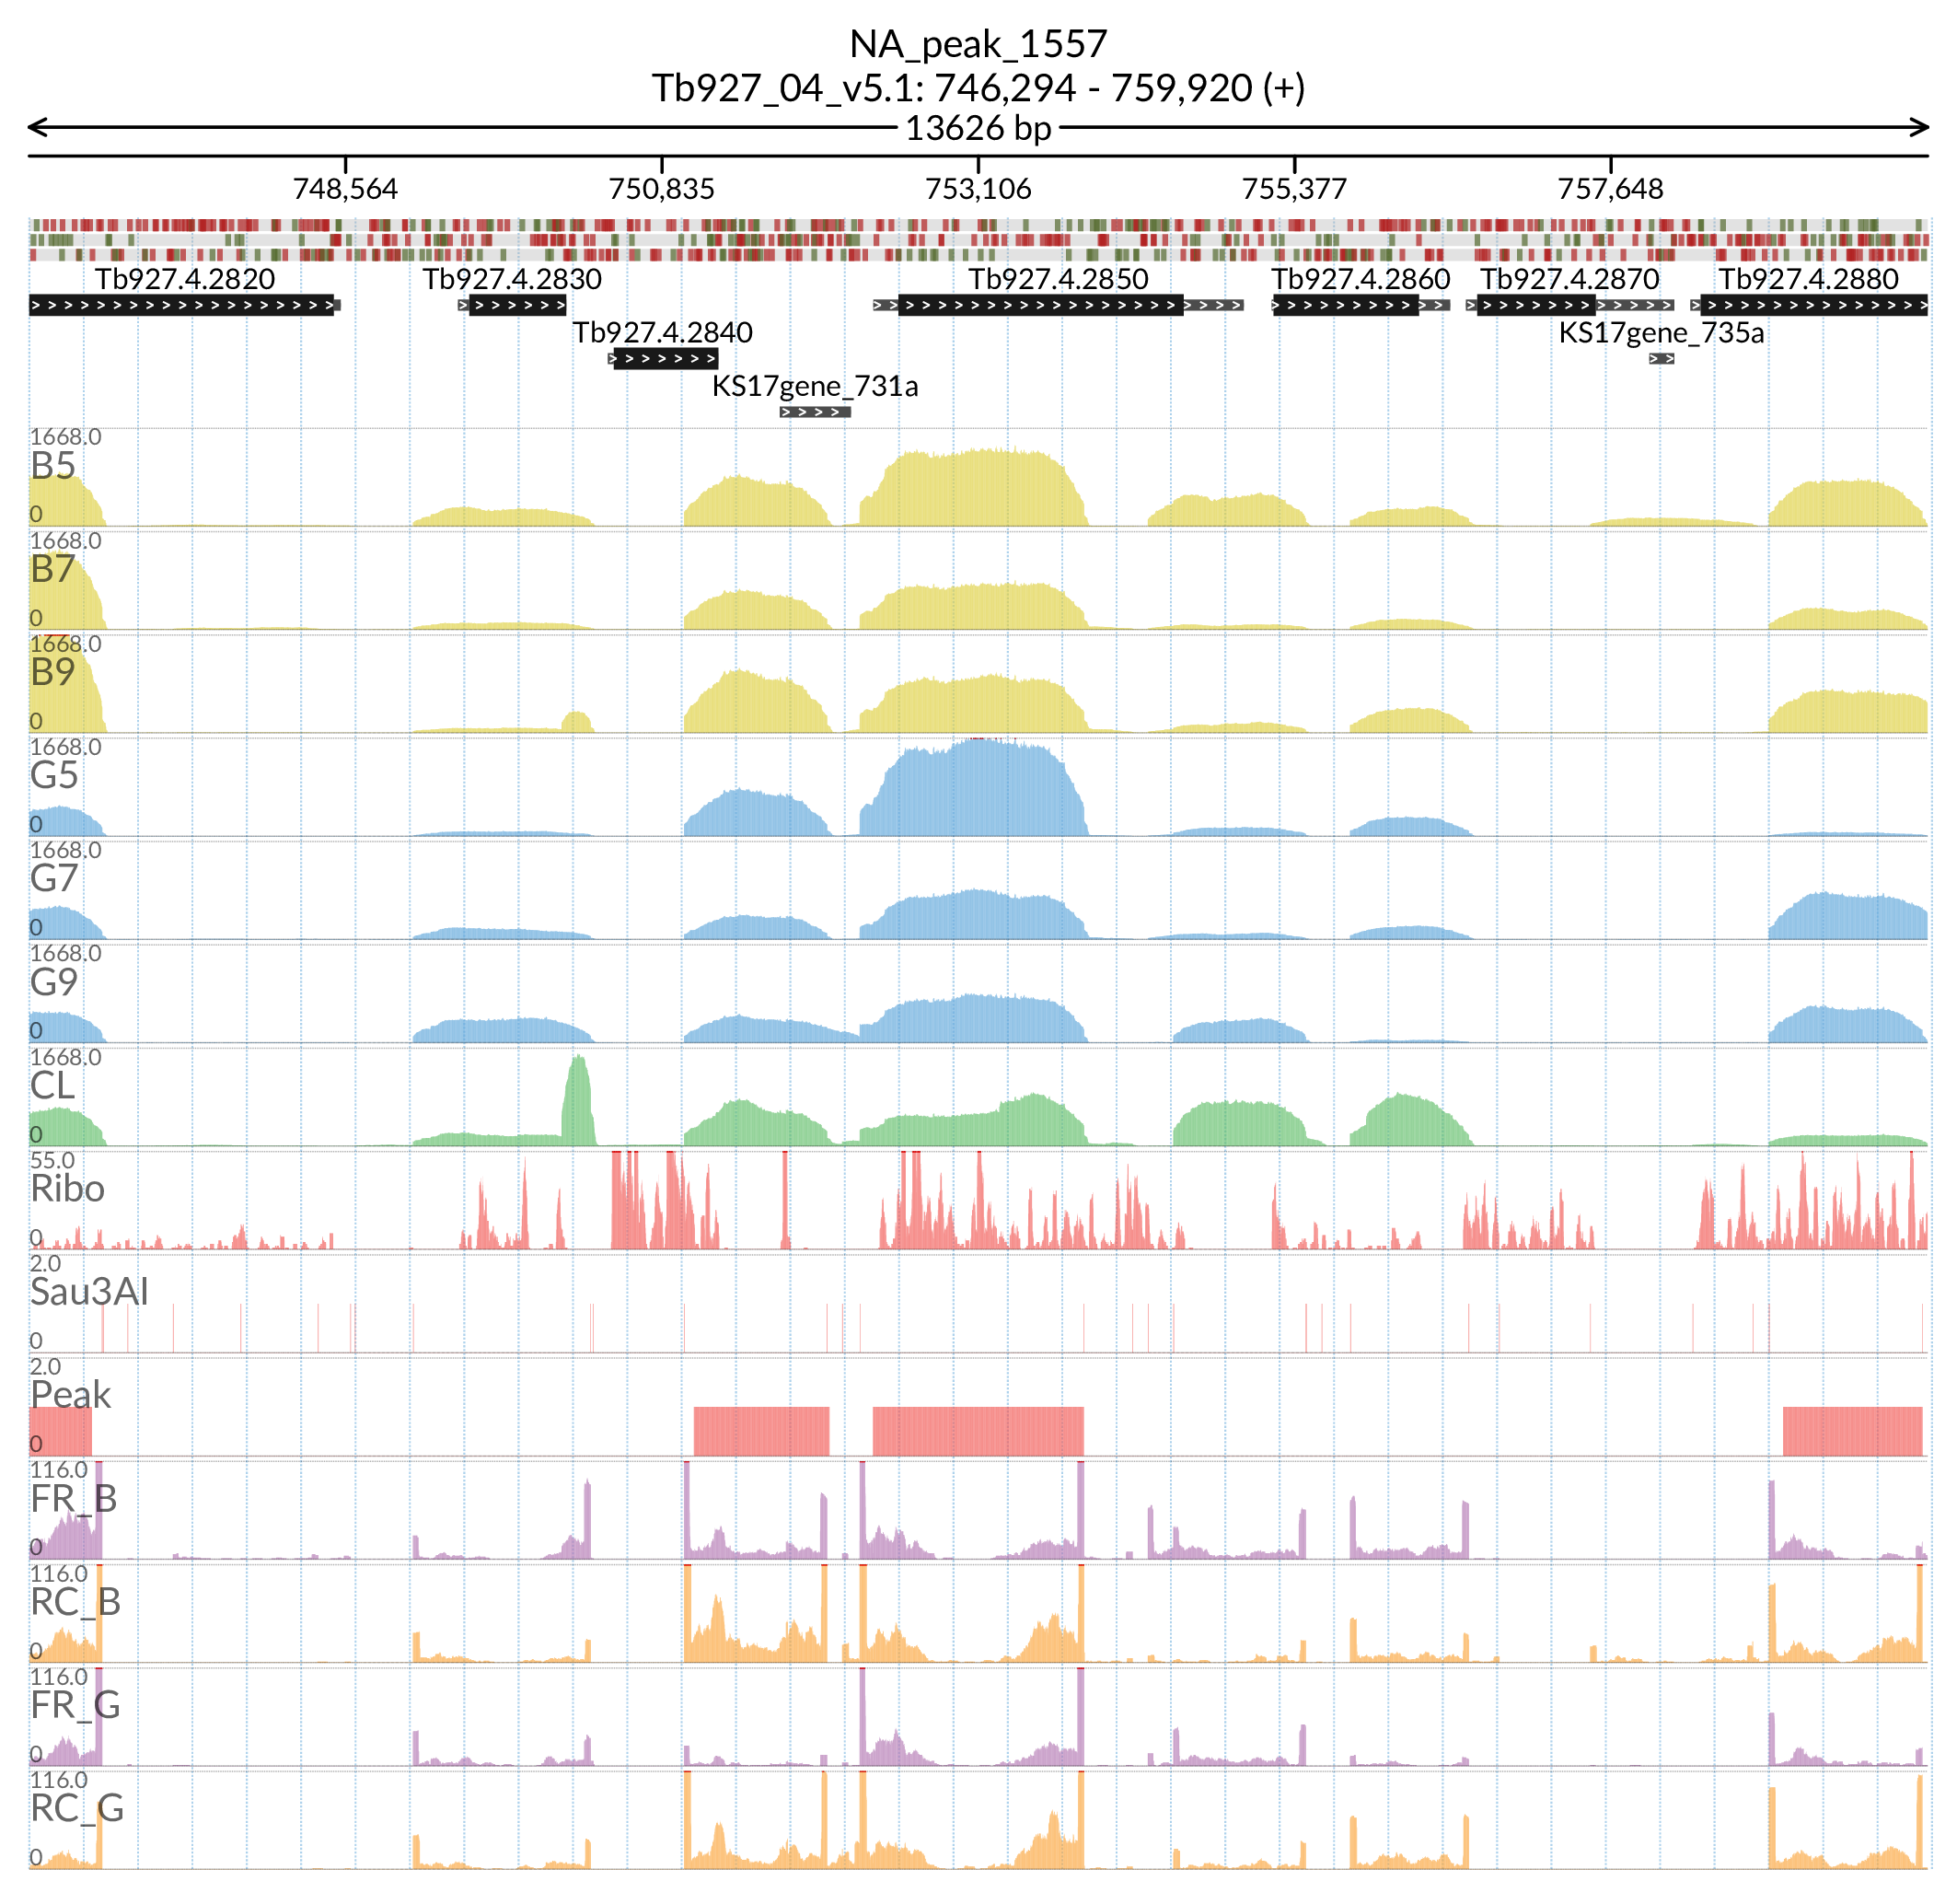 NA_peak_1557
Tb927_04_v5.1: 746,294 - 759,920 (+)
13626 bp
748,564 750,835 753,106 755,377 757,648
Tb927.4.2820 Tb927.4.2830 Tb927.4.2850 Tb927.4.2860 Tb927.4.2870 Tb927.4.2880
Tb927.4.2840 KS17gene_735a
KS17gene_731a
1668.0
B5
0
1668.0
B7
0
1668.0
B9
0
1668.0
G5
0
1668.0
G7
0
1668.0
G9
0
1668.0
CL
0
55.0
Ribo
0
2.0
Sau3AI
0
2.0
Peak
0
116.0
FR_B
0
116.0
RC_B
0
116.0
FR_G
0
116.0
RC_G
0